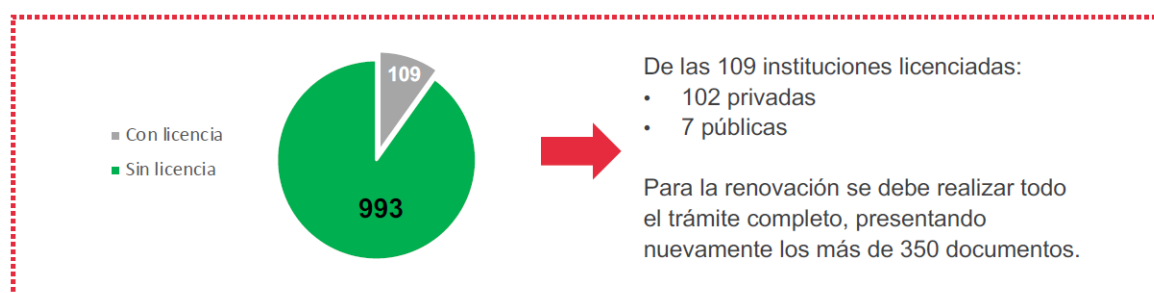 109
Con licencia
Sin licencia
993
De las 109 instituciones licenciadas:
• 102 privadas
• 7 públicas
Para la renovación se debe realizar todo
el trámite completo, presentando
nuevamente los más de 350 documentos.